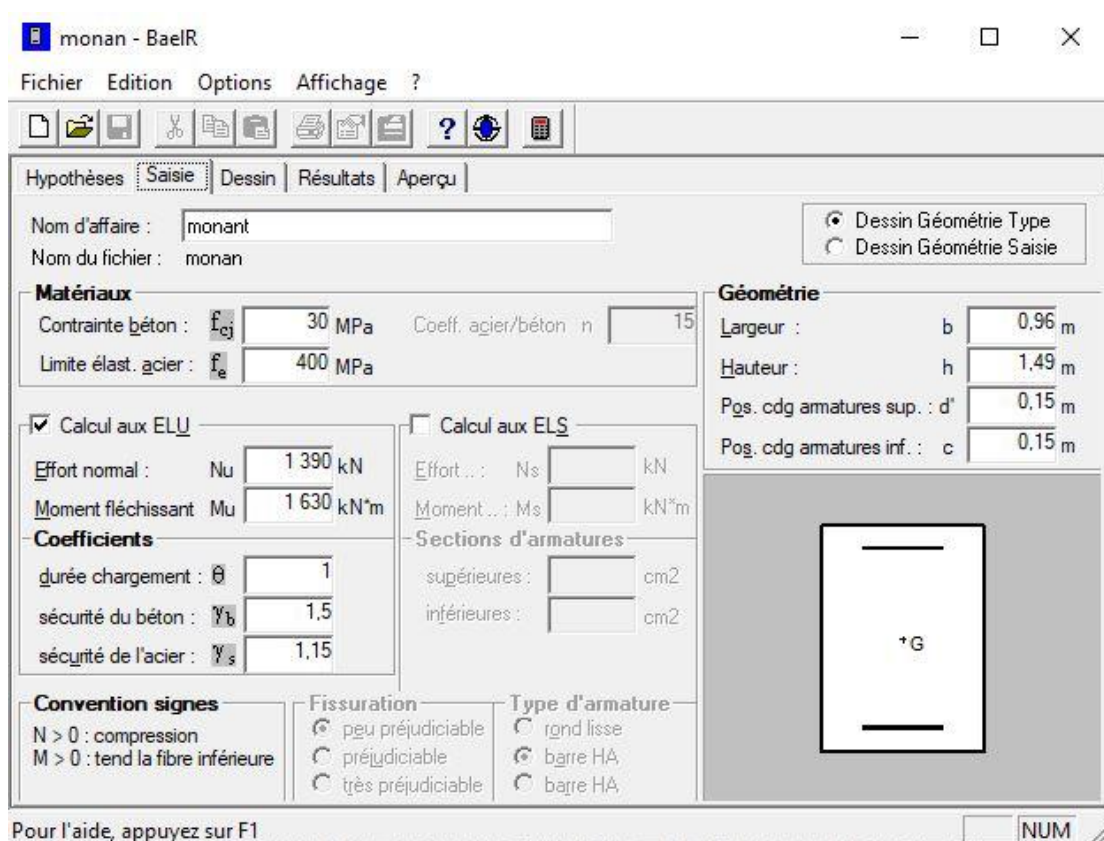 monan - BaelR
Fichier Edition Options Affichage ?
Hypothèses Saisie Dessin Résultats Aperçu
Nom d'affaire : monant
Nom du fichier : monan
Dessin Géométrie Type
Dessin Géométrie Saisie
Matériaux
Contrainte béton : fcj 30 MPa Coeff. acier/béton n 15
Limite élast. acier : fe 400 MPa
Géométrie
Largeur : b 0,96 m
Hauteur : h 1,49 m
Pos. cdg armatures sup. : d' 0,15 m
Pos. cdg armatures inf. : c 0,15 m
Calcul aux ELU
Effort normal : Nu 1 390 kN
Moment fléchissant Mu 1 630 kN*m
Calcul aux ELS
Effort .. : Ns kN
Moment .. : Ms kN*m
Coefficients
durée chargement : θ 1
sécurité du béton : γb 1,5
sécurité de l'acier : γs 1,15
Sections d'armatures
supérieures : cm2
inférieures : cm2
+G
Convention signes
N > 0 : compression
M > 0 : tend la fibre inférieure
Fissuration
peu préjudiciable
préjudiciable
très préjudiciable
Type d'armature
rond lisse
barre HA
barre HA
Pour l'aide, appuyez sur F1 NUM